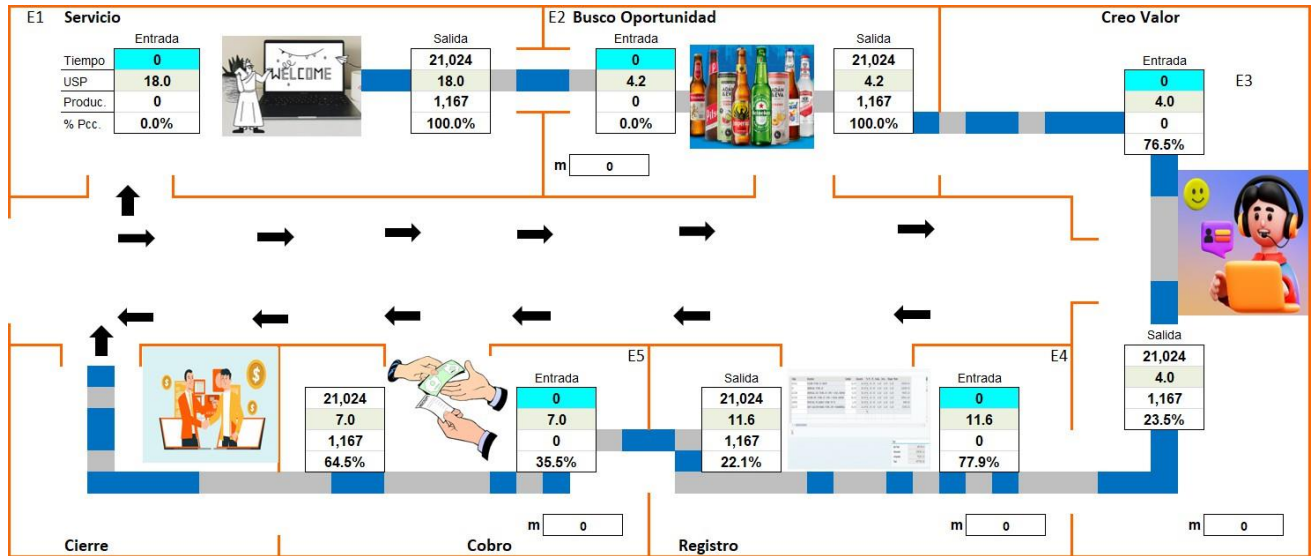 E1 Servicio
E2 Busco Oportunidad
Creo Valor
Entrada
Salida
Entrada
Salida
Entrada
Tiempo 0
21,024
0
21,024
0
USP 18.0
18.0
4.2
4.2
4.0
E3
Produc. 0
1,167
0
1,167
0
% Pcc. 0.0%
100.0%
0.0%
100.0%
76.5%
WELCOME
Heineken
Imperial
m 0
Salida
21,024
4.0
1,167
23.5%
E5
E4
Entrada
Salida
Entrada
21,024
0
21,024
0
7.0
7.0
11.6
11.6
1,167
0
1,167
0
64.5%
35.5%
22.1%
77.9%
m 0
m 0
m 0
Cierre
Cobro
Registro